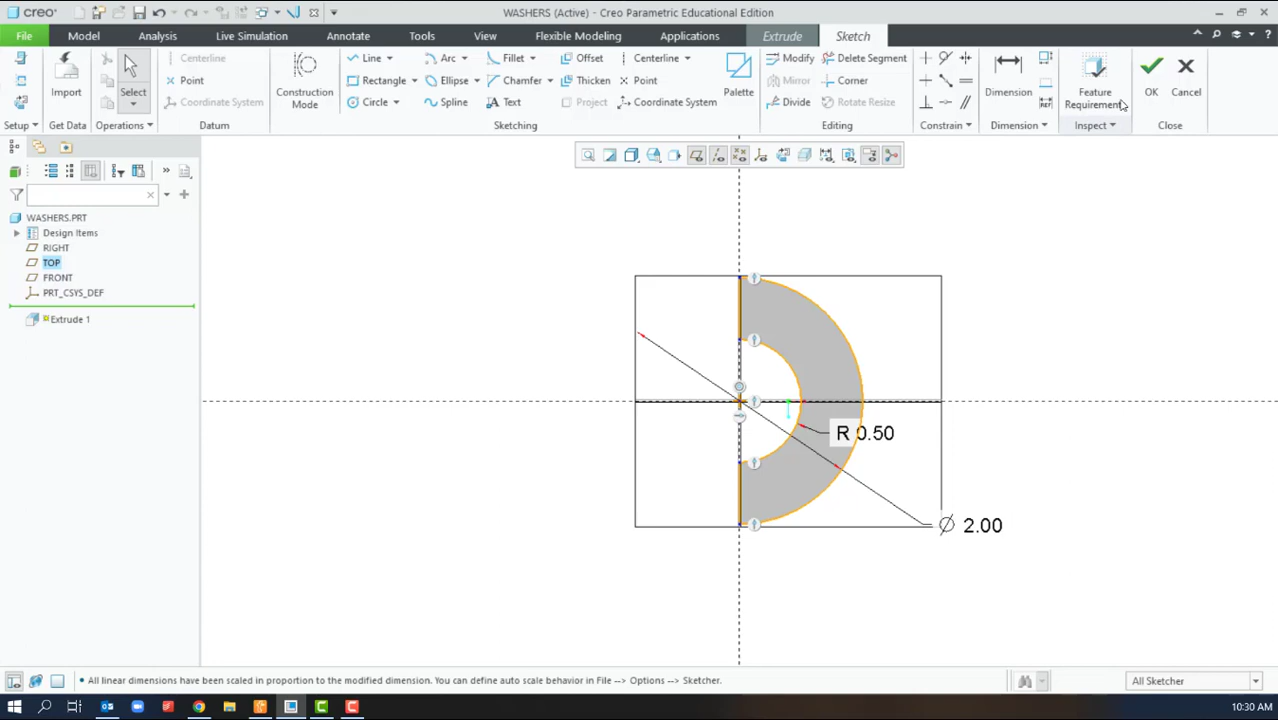 creo WASHERS (Active) - Creo Parametric Educational Edition
File Model Analysis Live Simulation Annotate Tools View Flexible Modeling Applications Extrude Sketch
Centerline Line Arc Fillet Offset Centerline Modify Delete Segment
Point Rectangle Ellipse Chamfer Thicken Point Mirror Corner
Import Select Coordinate System Construction Mode Circle Spline Text Project Coordinate System Palette Divide Rotate Resize Dimension Feature Requirements OK Cancel
Setup Get Data Operations Datum Sketching Editing Constrain Dimension Inspect Close
WASHERS.PRT
Design Items
RIGHT
TOP
FRONT
PRT_CSYS_DEF
Extrude 1
R 0.50
∅ 2.00
All linear dimensions have been scaled in proportion to the modified dimension. You can define auto scale behavior in File --> Options --> Sketcher.
All Sketcher
10:30 AM